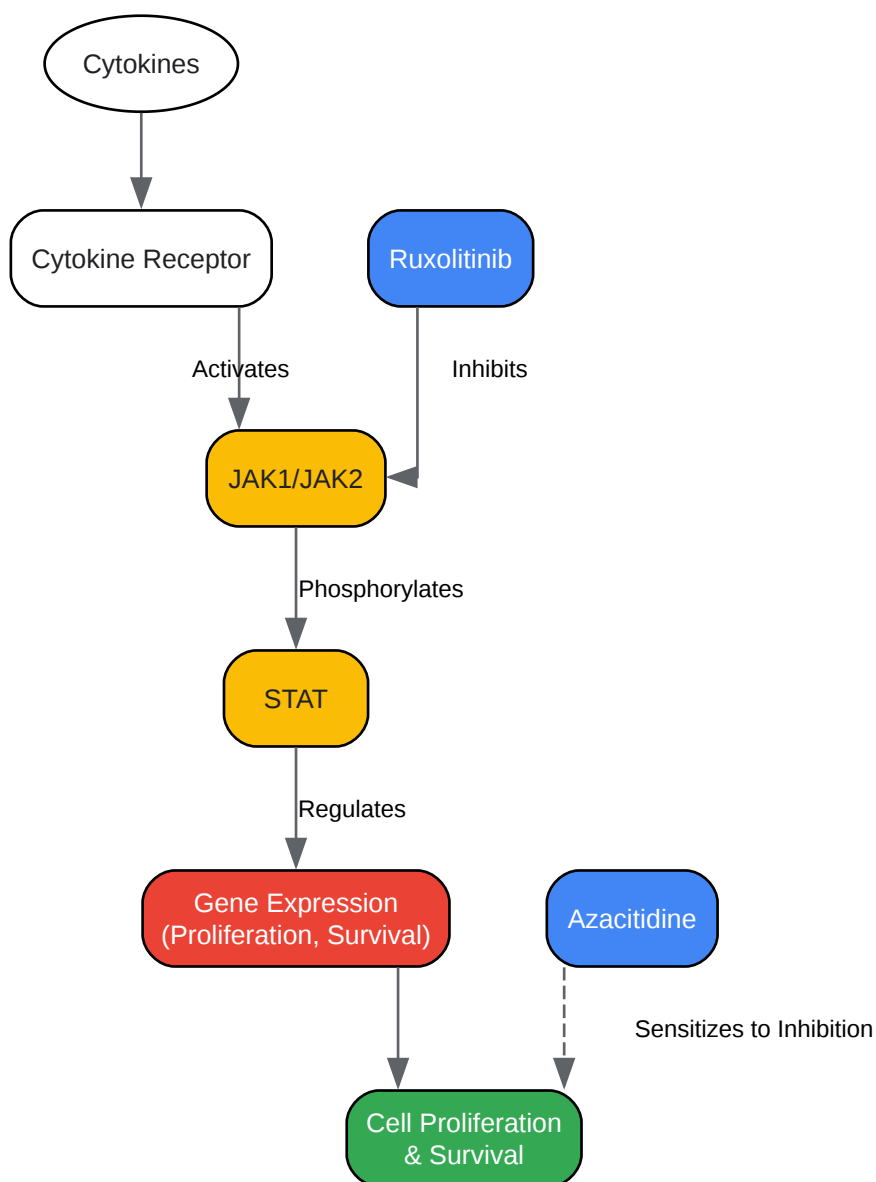 Cytokines
Cytokine Receptor
Ruxolitinib
Activates
Inhibits
JAK1/JAK2
Phosphorylates
STAT
Regulates
Gene Expression
(Proliferation, Survival)
Azacitidine
Sensitizes to Inhibition
Cell Proliferation
& Survival